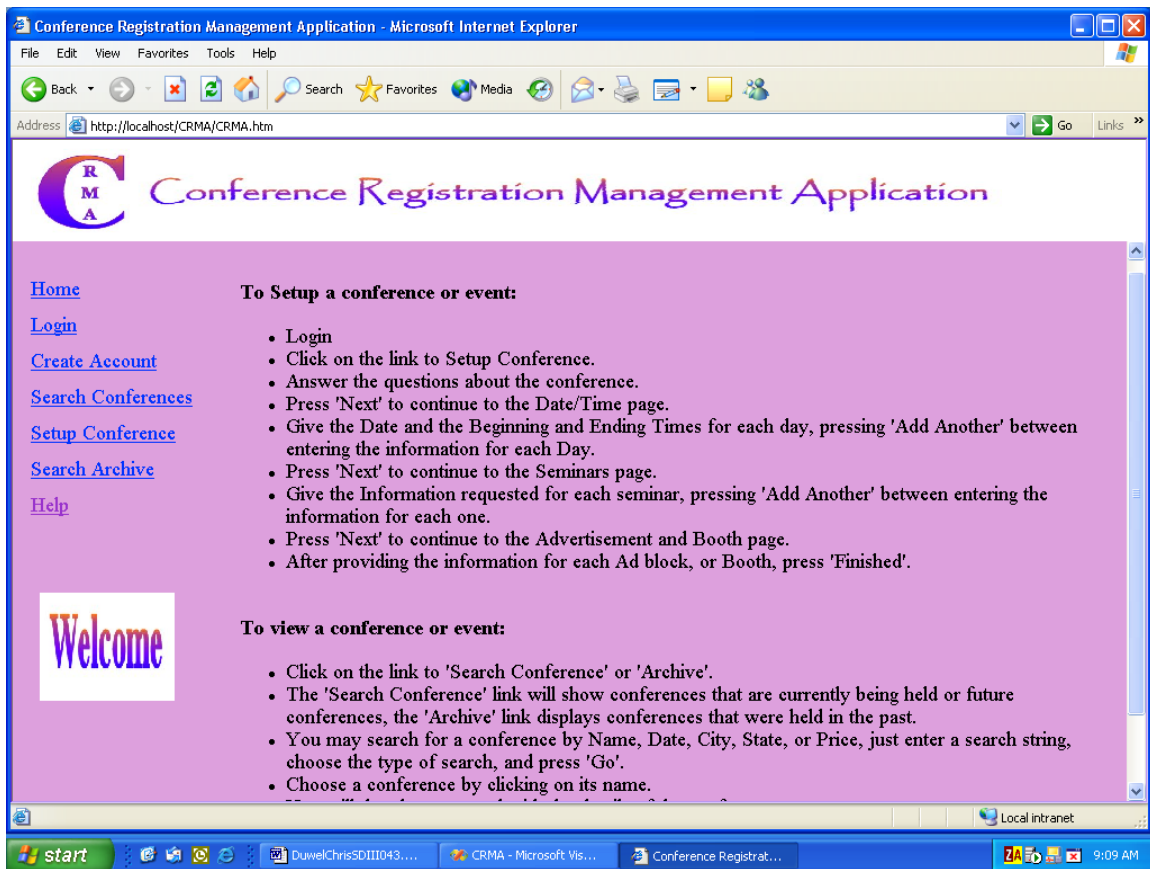 Conference Registration Management Application - Microsoft Internet Explorer
File Edit View Favorites Tools Help
Back Search Favorites Media
Address http://localhost/CRMA/CRMA.htm Go Links »
C R M A
Conference Registration Management Application
Home
Login
Create Account
Search Conferences
Setup Conference
Search Archive
Help
Welcome
To Setup a conference or event:
• Login
• Click on the link to Setup Conference.
• Answer the questions about the conference.
• Press 'Next' to continue to the Date/Time page.
• Give the Date and the Beginning and Ending Times for each day, pressing 'Add Another' between
entering the information for each Day.
• Press 'Next' to continue to the Seminars page.
• Give the Information requested for each seminar, pressing 'Add Another' between entering the
information for each one.
• Press 'Next' to continue to the Advertisement and Booth page.
• After providing the information for each Ad block, or Booth, press 'Finished'.
To view a conference or event:
• Click on the link to 'Search Conference' or 'Archive'.
• The 'Search Conference' link will show conferences that are currently being held or future
conferences, the 'Archive' link displays conferences that were held in the past.
• You may search for a conference by Name, Date, City, State, or Price, just enter a search string,
choose the type of search, and press 'Go'.
• Choose a conference by clicking on its name.
Local intranet
start DuwelChrisSDIII043.... CRMA - Microsoft Vis... Conference Registrat... ZA 9:09 AM